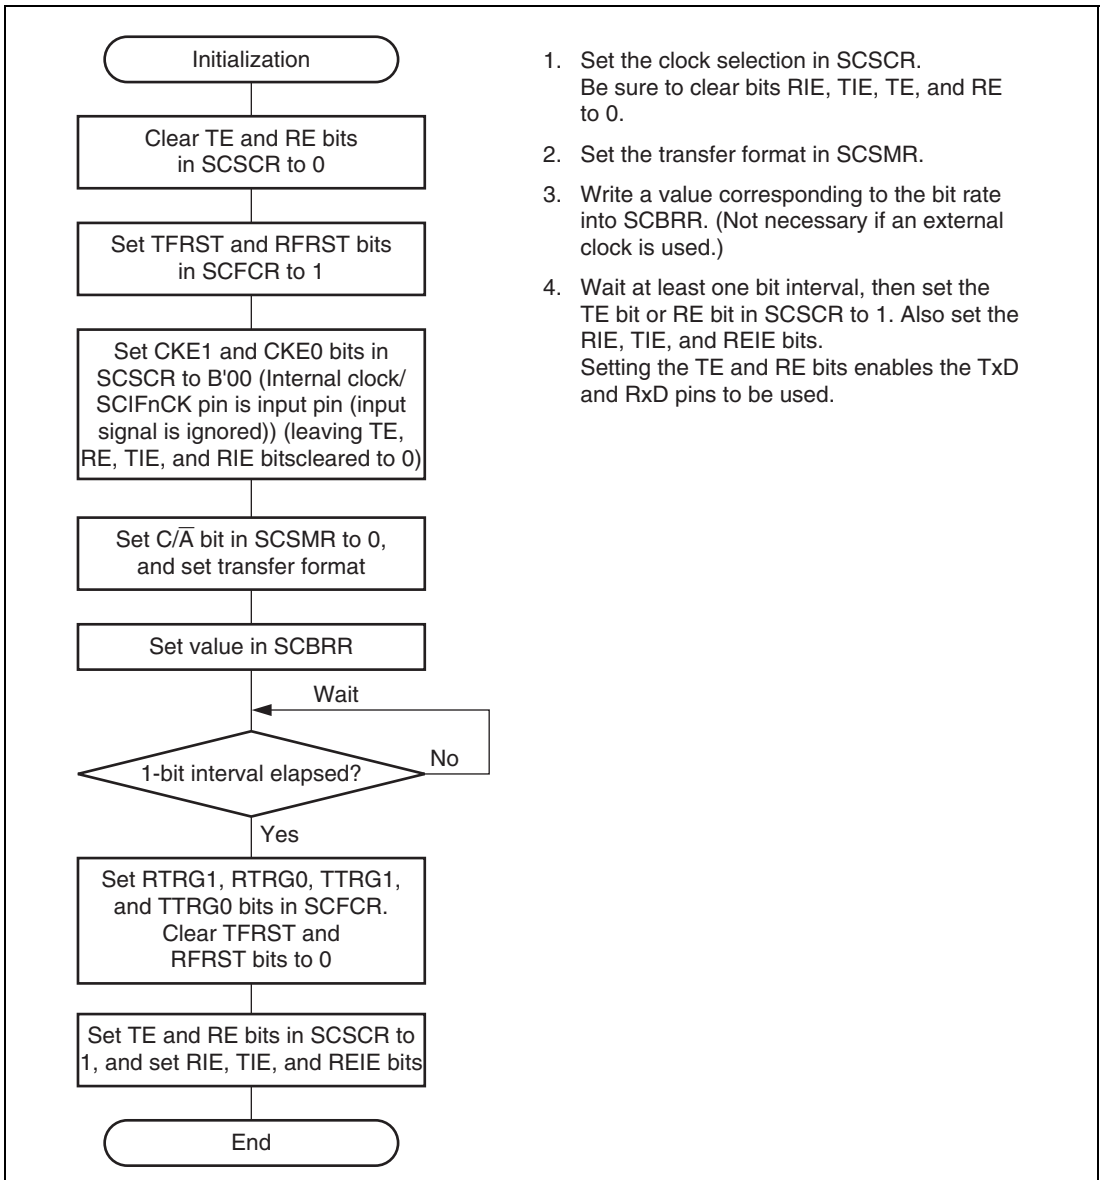 Initialization
Clear TE and RE bits
in SCSCR to 0
Set TFRST and RFRST bits
in SCFCR to 1
Set CKE1 and CKE0 bits in
SCSCR to B'00 (Internal clock/
SCIFnCK pin is input pin (input
signal is ignored)) (leaving TE,
RE, TIE, and RIE bitscleared to 0)
Set C/A̅ bit in SCSMR to 0,
and set transfer format
Set value in SCBRR
Wait
1-bit interval elapsed?
No
Yes
Set RTRG1, RTRG0, TTRG1,
and TTRG0 bits in SCFCR.
Clear TFRST and
RFRST bits to 0
Set TE and RE bits in SCSCR to
1, and set RIE, TIE, and REIE bits
End
1. Set the clock selection in SCSCR.
Be sure to clear bits RIE, TIE, TE, and RE
to 0.
2. Set the transfer format in SCSMR.
3. Write a value corresponding to the bit rate
into SCBRR. (Not necessary if an external
clock is used.)
4. Wait at least one bit interval, then set the
TE bit or RE bit in SCSCR to 1. Also set the
RIE, TIE, and REIE bits.
Setting the TE and RE bits enables the TxD
and RxD pins to be used.